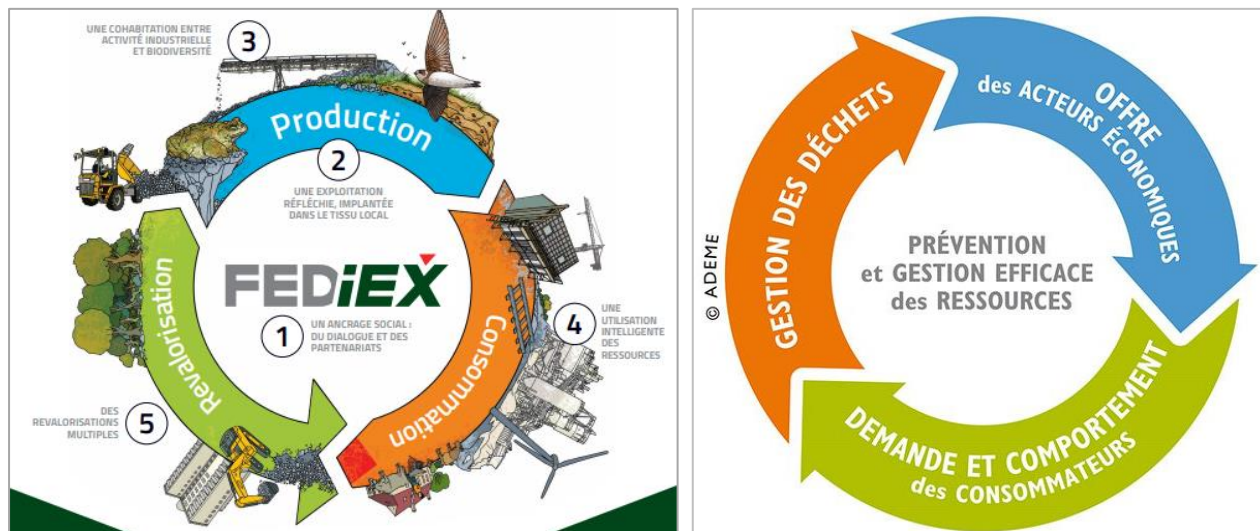 UNE COHABITATION ENTRE
ACTIVITÉ INDUSTRIELLE
ET BIODIVERSITÉ
3
Production
2
UNE EXPLOITATION
RÉFLÉCHIE, IMPLANTÉE
DANS LE TISSU LOCAL
FEDiEX
1
UN ANCRAGE SOCIAL :
DU DIALOGUE ET DES
PARTENARIATS
Consommation
4
UNE
UTILISATION
INTELLIGENTE
DES
RESSOURCES
Revalorisation
DES
REVALORISATIONS
MULTIPLES
5
© ADEME
GESTION DES DÉCHETS
OFFRE
des ACTEURS ÉCONOMIQUES
PRÉVENTION
et GESTION EFFICACE
des RESSOURCES
DEMANDE ET COMPORTEMENT
des CONSOMMATEURS